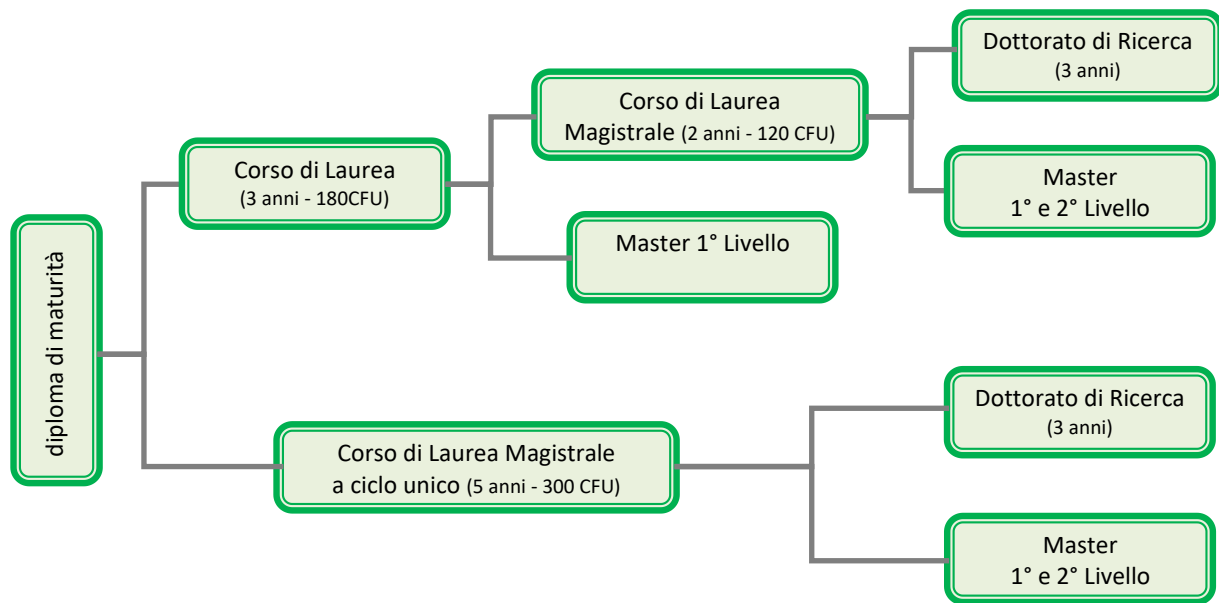 diploma di maturità
Corso di Laurea
(3 anni - 180CFU)
Corso di Laurea
Magistrale (2 anni - 120 CFU)
Dottorato di Ricerca
(3 anni)
Master
1° e 2° Livello
Master 1° Livello
Corso di Laurea Magistrale
a ciclo unico (5 anni - 300 CFU)
Dottorato di Ricerca
(3 anni)
Master
1° e 2° Livello